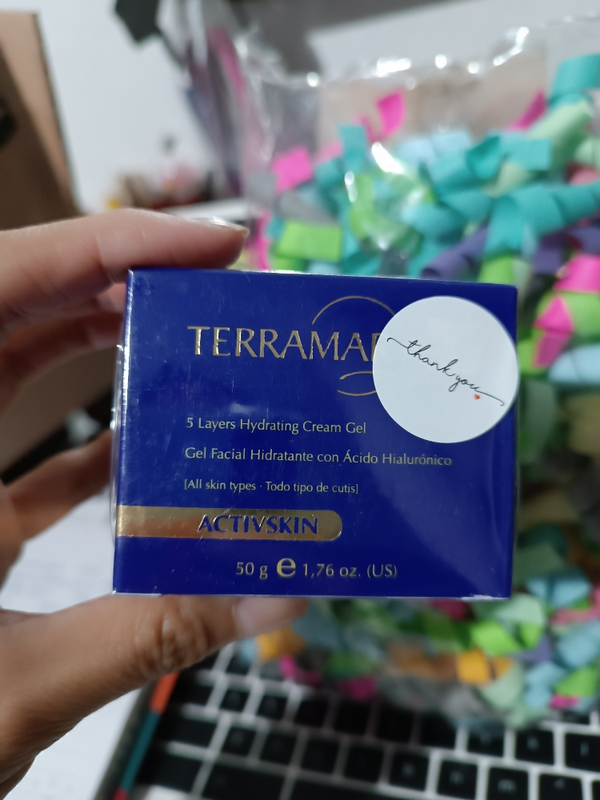 TERRAMAR
thank you
5 Layers Hydrating Cream Gel
Gel Facial Hidratante con Ácido Hialurónico
[All skin types · Todo tipo de cutis]
ACTIVSKIN
50 g e 1,76 oz. (US)